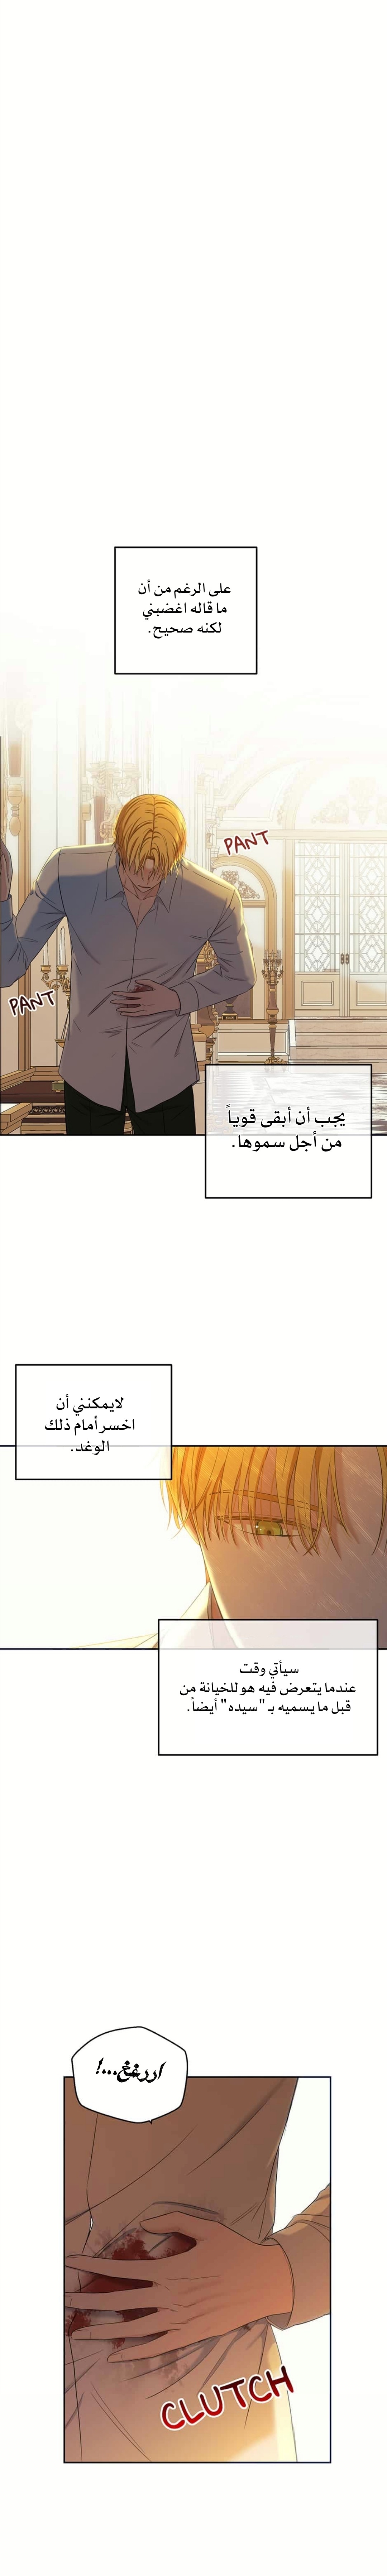 على الرغم من أن
ما قاله اغضبني
لكنه صحيح.
PANT
PANT
يجب أن أبقى قوياً
من أجل سموها.
لايمكنني أن
اخسر أمام ذلك
الوغد.
سيأتي وقت
عندما يتعرض فيه هو للخيانة من
قبل ما يسميه بـ "سيده" أيضاً.
اررغغ...!
CLUTCH